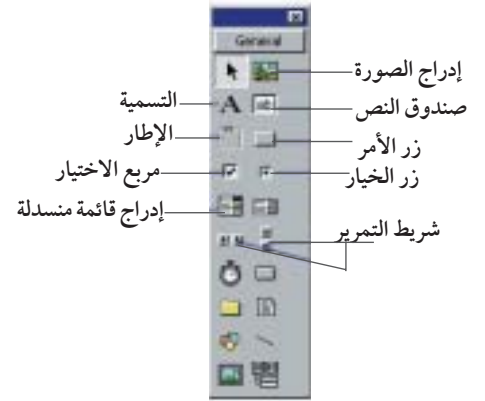 General
إدراج الصورة
التسمية
صندوق النص
الإطار
زر الأمر
مربع الاختيار
زر الخيار
إدراج قائمة منسدلة
شريط التمرير
A